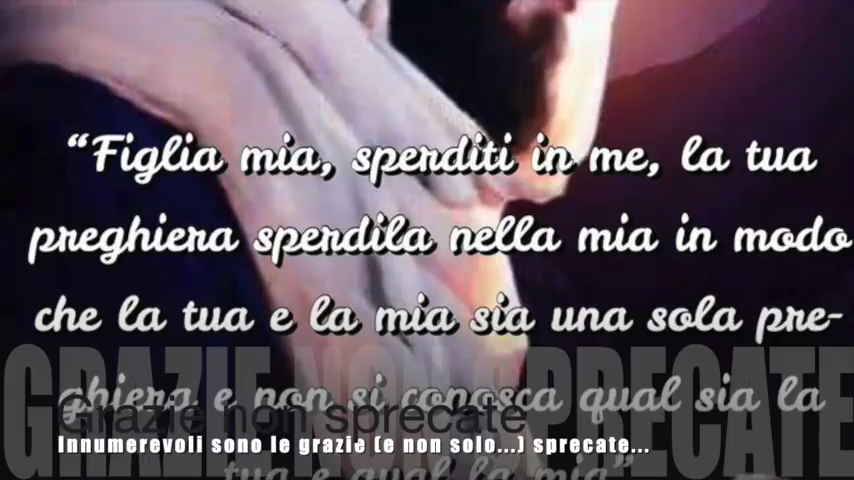 “Figlia mia, sperditi in me, la tua
preghiera sperdila nella mia in modo
che la tua e la mia sia una sola pre-
ghiera e non si conosca qual sia la
tua e qual la mia”
GRAZIE NON SPRECATE
Grazie non sprecate
Innumerevoli sono le grazie (e non solo...) sprecate...